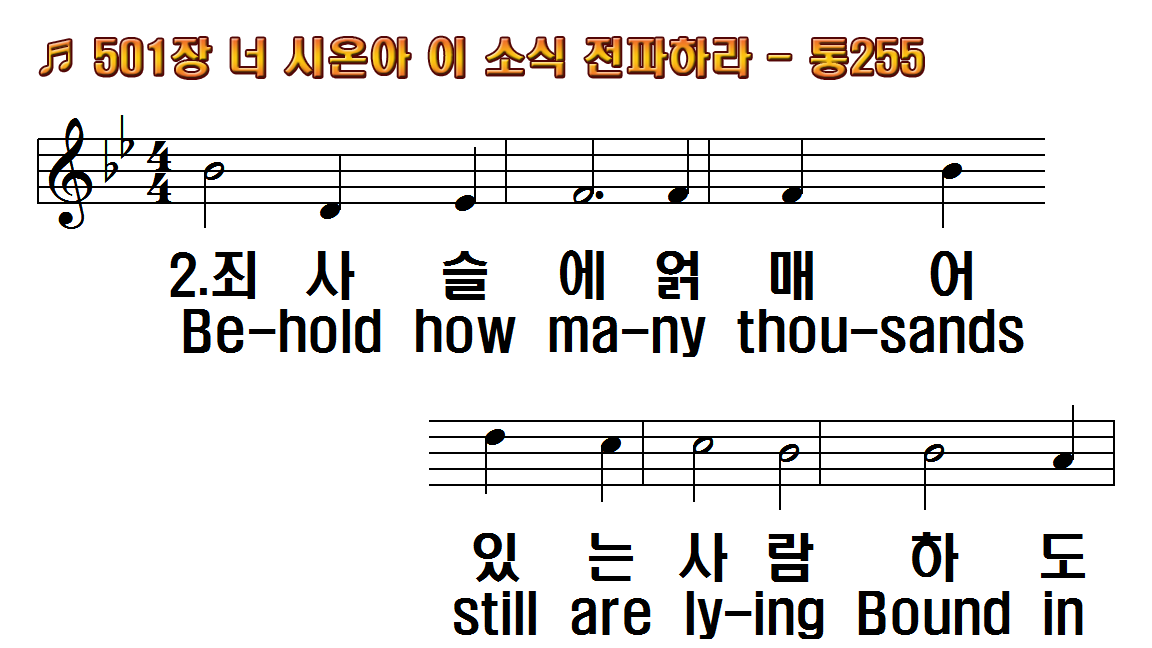 ♬ 501장 너 시온아 이 소식 전파하라 - 통255
4
4
2.죄 사 슬 에 얽 매 어
Be-hold how ma-ny thou-sands
있 는 사 람 하 도
still are ly-ing Bound in